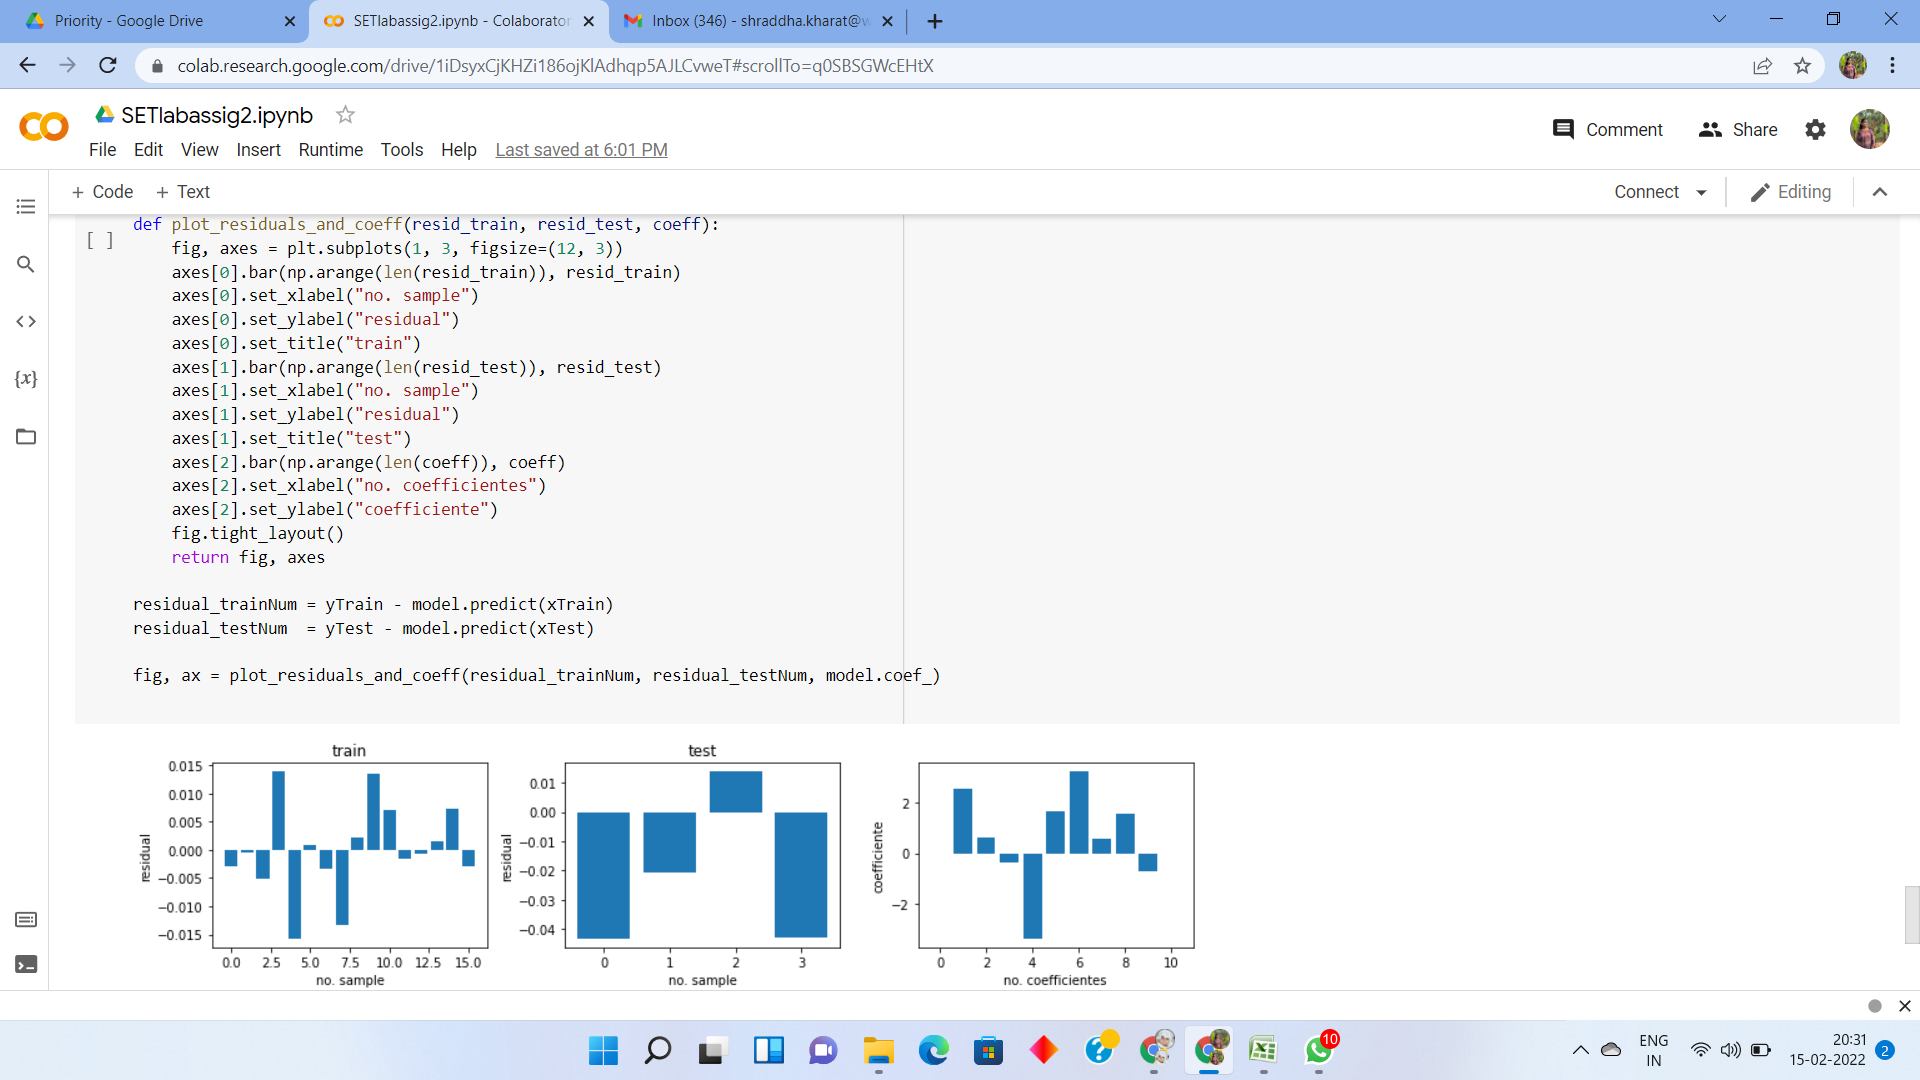 Priority - Google Drive
SETlabassig2.ipynb - Colaborator
Inbox (346) - shraddha.kharat@w
colab.research.google.com/drive/1iDsyxCjKHZi186ojKlAdhqp5AJLCvweT#scrollTo=q0SBSGWcEHtX
SETlabassig2.ipynb
Comment
Share
File Edit View Insert Runtime Tools Help Last saved at 6:01 PM
+ Code + Text
Connect
Editing
[ ]
def plot_residuals_and_coeff(resid_train, resid_test, coeff):
fig, axes = plt.subplots(1, 3, figsize=(12, 3))
axes[0].bar(np.arange(len(resid_train)), resid_train)
axes[0].set_xlabel("no. sample")
axes[0].set_ylabel("residual")
axes[0].set_title("train")
axes[1].bar(np.arange(len(resid_test)), resid_test)
axes[1].set_xlabel("no. sample")
axes[1].set_ylabel("residual")
axes[1].set_title("test")
axes[2].bar(np.arange(len(coeff)), coeff)
axes[2].set_xlabel("no. coefficientes")
axes[2].set_ylabel("coefficiente")
fig.tight_layout()
return fig, axes
residual_trainNum = yTrain - model.predict(xTrain)
residual_testNum  = yTest - model.predict(xTest)
fig, ax = plot_residuals_and_coeff(residual_trainNum, residual_testNum, model.coef_)
{x}
train
0.015
0.010
0.005
0.000
−0.005
−0.010
−0.015
residual
0.0 2.5 5.0 7.5 10.0 12.5 15.0
no. sample
test
0.01
0.00
−0.01
−0.02
−0.03
−0.04
residual
0 1 2 3
no. sample
2
0
−2
coefficiente
0 2 4 6 8 10
no. coefficientes
10
ENG
IN
20:31
15-02-2022
2